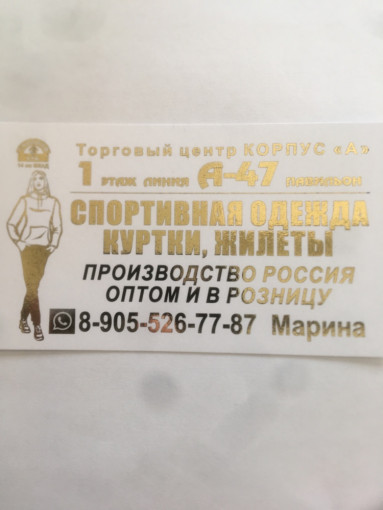 Торговый центр КОРПУС «А»
1 этаж линия А-47 павильон
СПОРТИВНАЯ ОДЕЖДА
КУРТКИ, ЖИЛЕТЫ
ПРОИЗВОДСТВО РОССИЯ
ОПТОМ И В РОЗНИЦУ
8-905-526-77-87 Марина